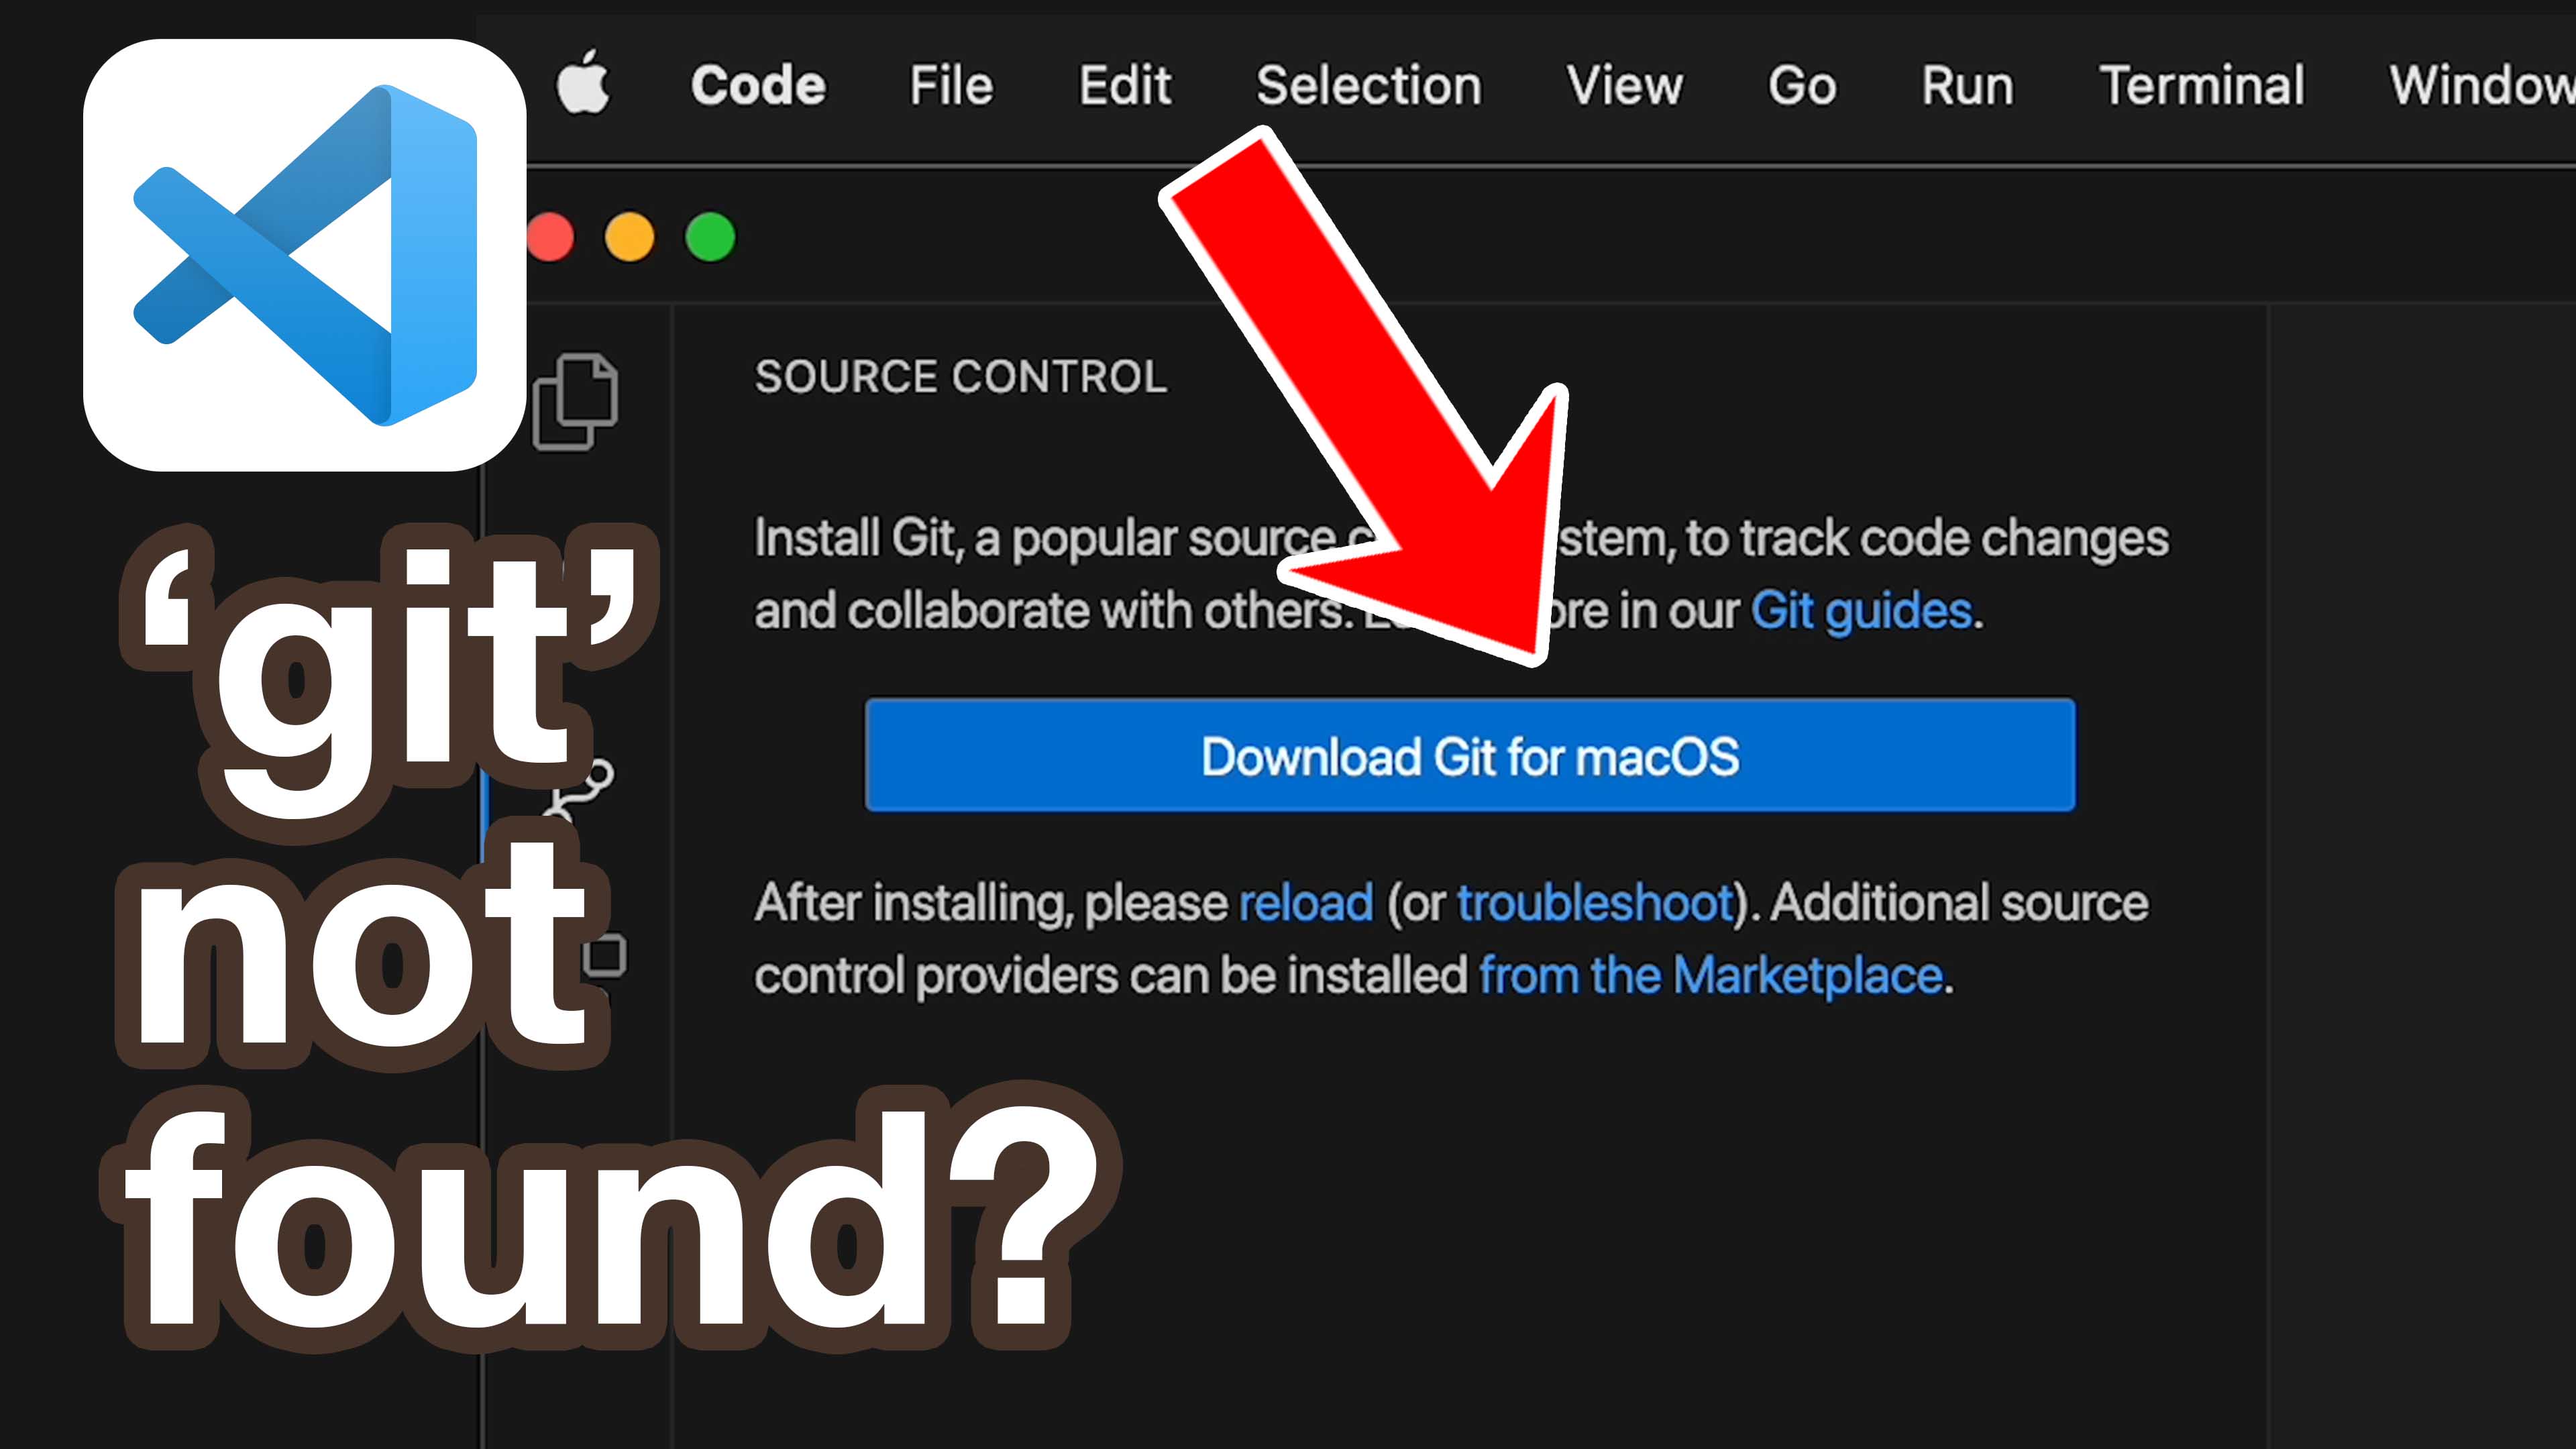 Code File Edit Selection View Go Run Terminal Window
SOURCE CONTROL
Install Git, a popular source stem, to track code changes
and collaborate with others. ore in our Git guides.
Download Git for macOS
After installing, please reload (or troubleshoot). Additional source
control providers can be installed from the Marketplace.
‘git’
not
found?